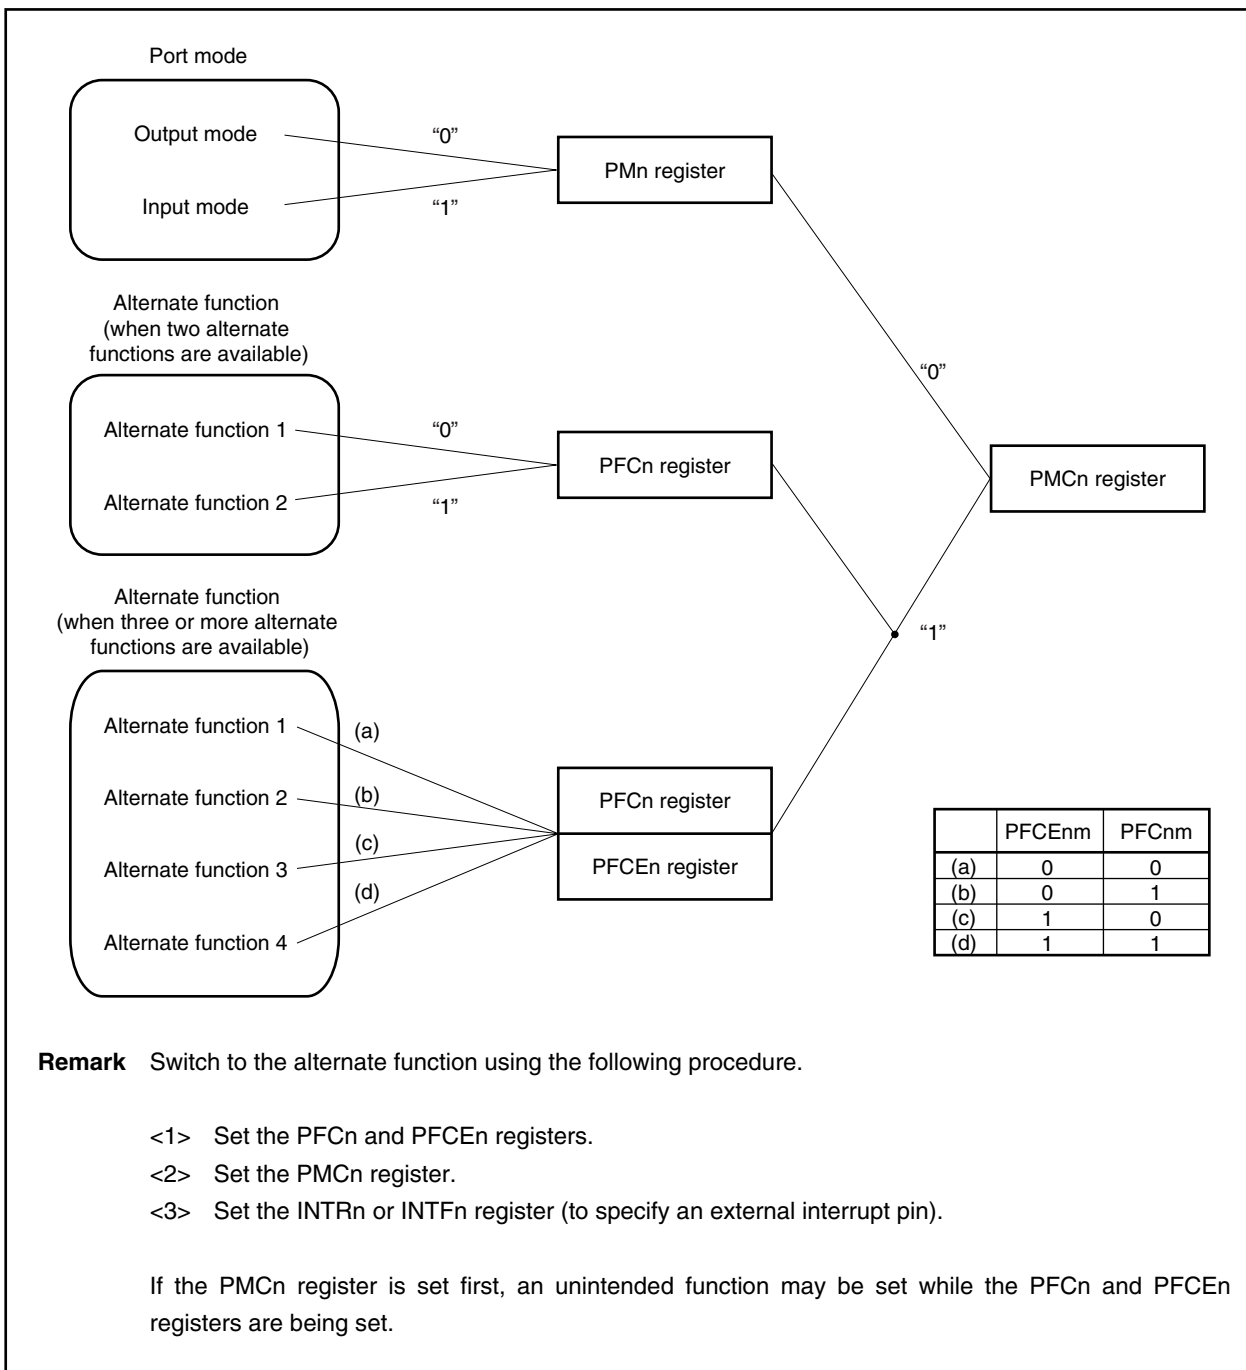 Port mode
Output mode
“0”
PMn register
Input mode
“1”
Alternate function
(when two alternate
functions are available)
“0”
Alternate function 1
“0”
PFCn register
PMCn register
Alternate function 2
“1”
Alternate function
(when three or more alternate
functions are available)
“1”
Alternate function 1
(a)
Alternate function 2
(b)
PFCn register
Alternate function 3
(c)
PFCEn register
(d)
Alternate function 4
PFCEnm PFCnm
(a) 0 0
(b) 0 1
(c) 1 0
(d) 1 1
Remark Switch to the alternate function using the following procedure.
<1> Set the PFCn and PFCEn registers.
<2> Set the PMCn register.
<3> Set the INTRn or INTFn register (to specify an external interrupt pin).
If the PMCn register is set first, an unintended function may be set while the PFCn and PFCEn
registers are being set.